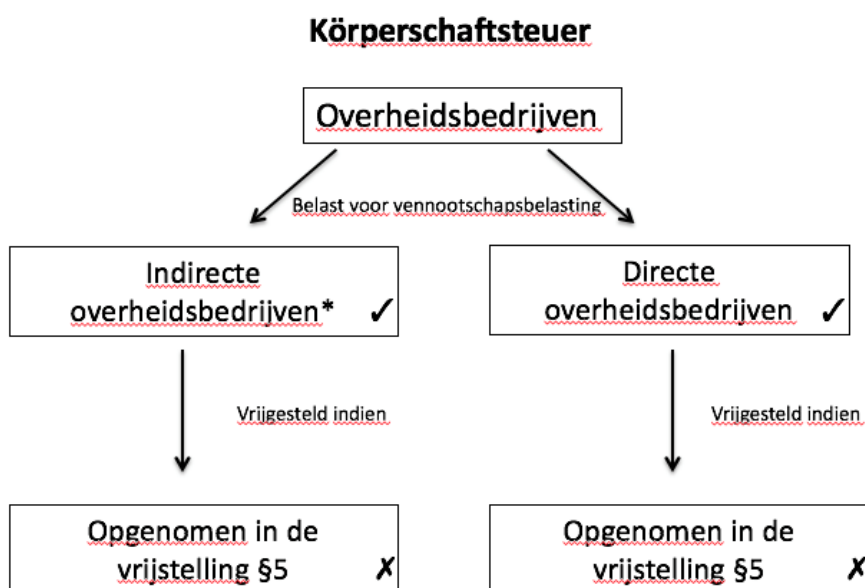 Körperschaftsteuer
Overheidsbedrijven
Belast voor vennootschapsbelasting
Indirecte
overheidsbedrijven* ✓
Directe
overheidsbedrijven ✓
Vrijgesteld indien
Vrijgesteld indien
Opgenomen in de
vrijstelling §5 ✗
Opgenomen in de
vrijstelling §5 ✗